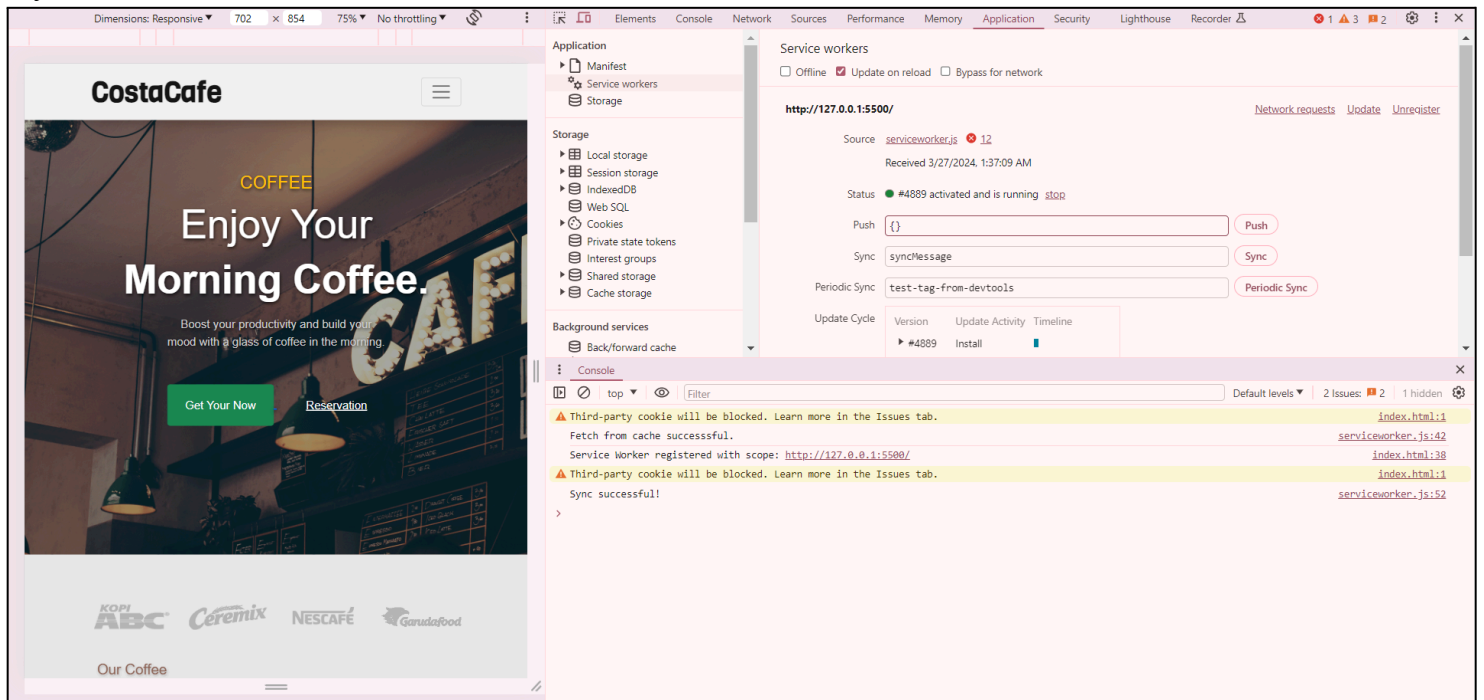 Dimensions: Responsive ▼ 702 × 854 75% ▼ No throttling ▼
Elements Console Network Sources Performance Memory Application Security Lighthouse Recorder 1 3 2
CostaCafe
COFFEE
Enjoy Your
Morning Coffee.
Boost your productivity and build your
mood with a glass of coffee in the morning.
Get Your Now Reservation
CAFE
KOPI ABC Ceremix NESCAFÉ Garudafood
Our Coffee
Application
Manifest
Service workers
Storage
Storage
Local storage
Session storage
IndexedDB
Web SQL
Cookies
Private state tokens
Interest groups
Shared storage
Cache storage
Background services
Back/forward cache
Service workers
Offline Update on reload Bypass for network
http://127.0.0.1:5500/ Network requests Update Unregister
Source serviceworker.js 12
Received 3/27/2024, 1:37:09 AM
Status #4889 activated and is running stop
Push {} Push
Sync syncMessage Sync
Periodic Sync test-tag-from-devtools Periodic Sync
Update Cycle Version Update Activity Timeline
#4889 Install
Console
top ▼ Filter Default levels ▼ 2 Issues: 2 1 hidden
Third-party cookie will be blocked. Learn more in the Issues tab. index.html:1
Fetch from cache successsful. serviceworker.js:42
Service Worker registered with scope: http://127.0.0.1:5500/ index.html:38
Third-party cookie will be blocked. Learn more in the Issues tab. index.html:1
Sync successful! serviceworker.js:52
>